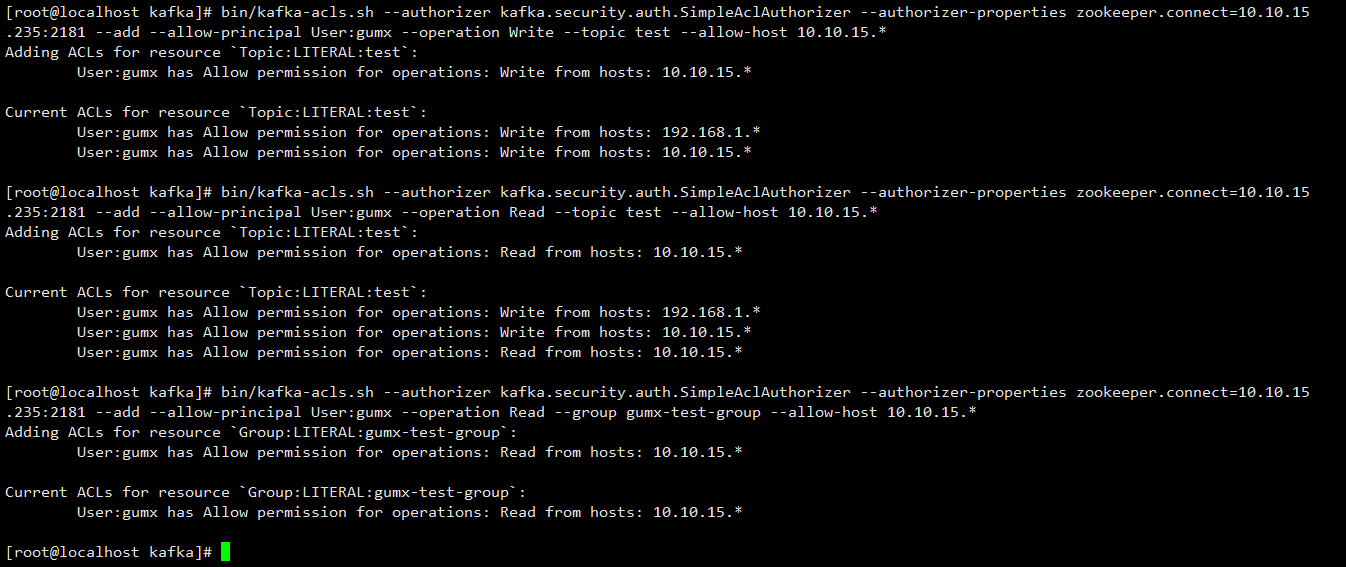 [root@localhost kafka]# bin/kafka-acls.sh --authorizer kafka.security.auth.SimpleAclAuthorizer --authorizer-properties zookeeper.connect=10.10.15
.235:2181 --add --allow-principal User:gumx --operation Write --topic test --allow-host 10.10.15.*
Adding ACLs for resource `Topic:LITERAL:test`:
        User:gumx has Allow permission for operations: Write from hosts: 10.10.15.*

Current ACLs for resource `Topic:LITERAL:test`:
        User:gumx has Allow permission for operations: Write from hosts: 192.168.1.*
        User:gumx has Allow permission for operations: Write from hosts: 10.10.15.*

[root@localhost kafka]# bin/kafka-acls.sh --authorizer kafka.security.auth.SimpleAclAuthorizer --authorizer-properties zookeeper.connect=10.10.15
.235:2181 --add --allow-principal User:gumx --operation Read --topic test --allow-host 10.10.15.*
Adding ACLs for resource `Topic:LITERAL:test`:
        User:gumx has Allow permission for operations: Read from hosts: 10.10.15.*

Current ACLs for resource `Topic:LITERAL:test`:
        User:gumx has Allow permission for operations: Write from hosts: 192.168.1.*
        User:gumx has Allow permission for operations: Write from hosts: 10.10.15.*
        User:gumx has Allow permission for operations: Read from hosts: 10.10.15.*

[root@localhost kafka]# bin/kafka-acls.sh --authorizer kafka.security.auth.SimpleAclAuthorizer --authorizer-properties zookeeper.connect=10.10.15
.235:2181 --add --allow-principal User:gumx --operation Read --group gumx-test-group --allow-host 10.10.15.*
Adding ACLs for resource `Group:LITERAL:gumx-test-group`:
        User:gumx has Allow permission for operations: Read from hosts: 10.10.15.*

Current ACLs for resource `Group:LITERAL:gumx-test-group`:
        User:gumx has Allow permission for operations: Read from hosts: 10.10.15.*

[root@localhost kafka]#